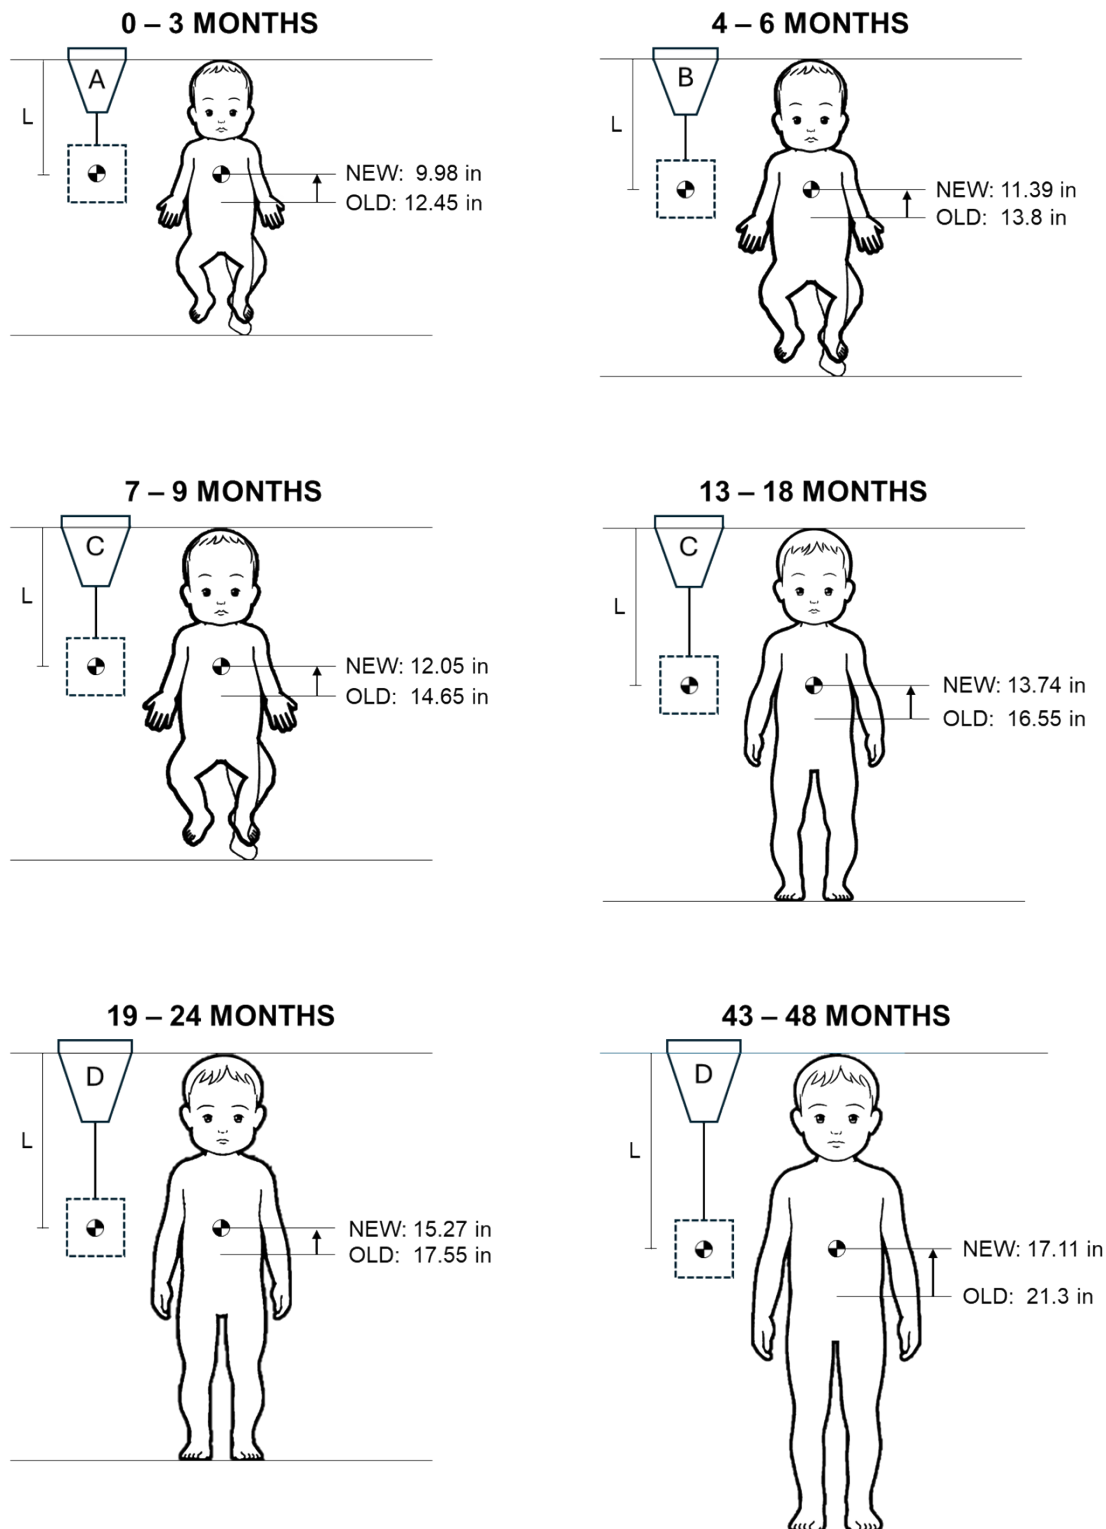 0 – 3 MONTHS
A
L
NEW: 9.98 in
OLD: 12.45 in
4 – 6 MONTHS
B
L
NEW: 11.39 in
OLD: 13.8 in
7 – 9 MONTHS
C
L
NEW: 12.05 in
OLD: 14.65 in
13 – 18 MONTHS
C
L
NEW: 13.74 in
OLD: 16.55 in
19 – 24 MONTHS
D
L
NEW: 15.27 in
OLD: 17.55 in
43 – 48 MONTHS
D
L
NEW: 17.11 in
OLD: 21.3 in